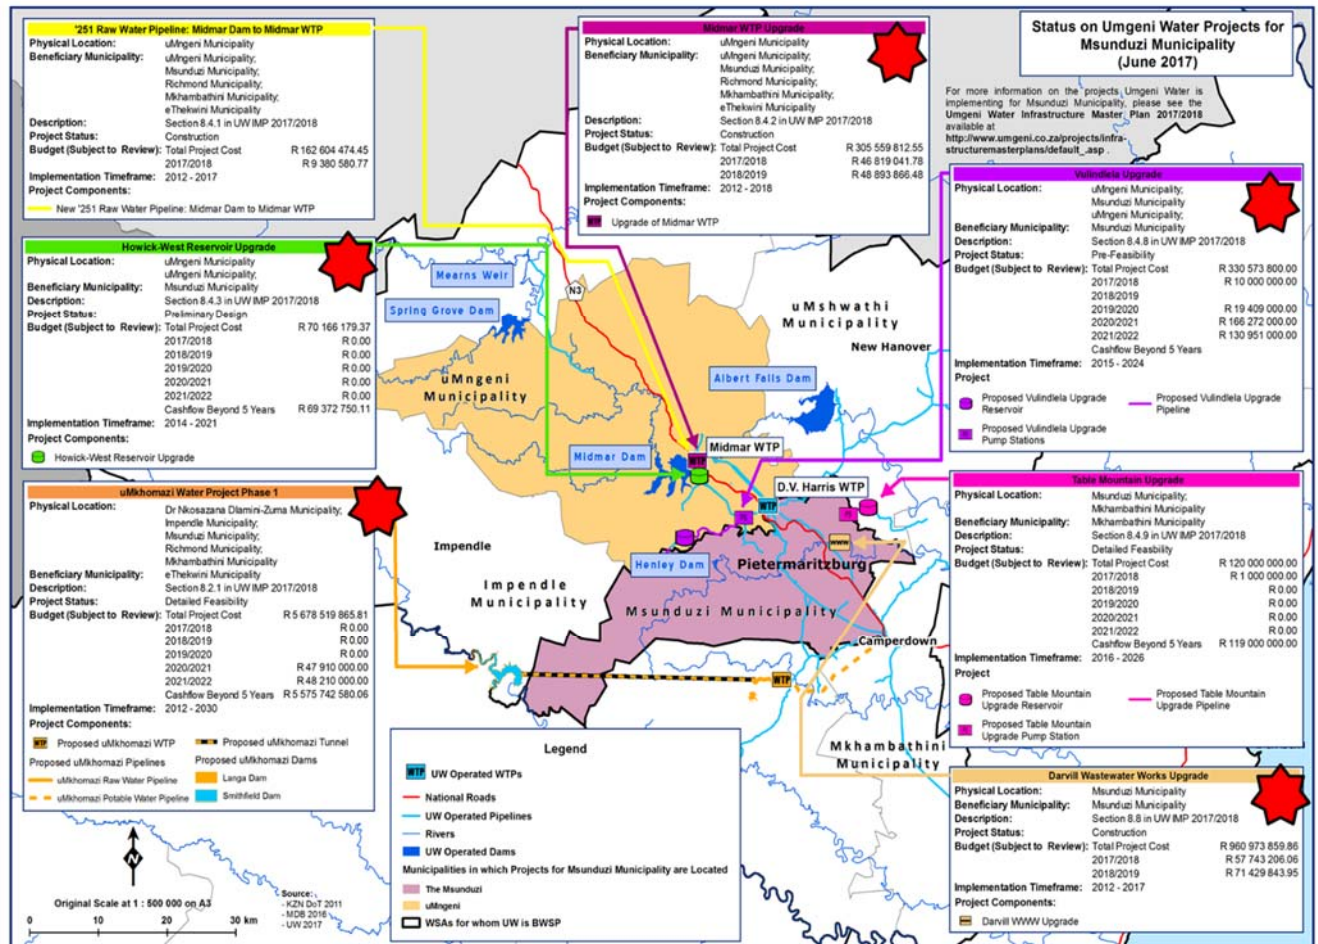 '251 Raw Water Pipeline: Midmar Dam to Midmar WTP
Physical Location: uMngeni Municipality
Beneficiary Municipality: uMngeni Municipality;
Msunduzi Municipality;
Richmond Municipality;
Mkhambathini Municipality;
eThekwini Municipality
Description: Section 8.4.1 in UW IMP 2017/2018
Project Status: Construction
Budget (Subject to Review): Total Project Cost R 162 604 474.45
2017/2018 R 9 380 580.77
Implementation Timeframe: 2012 - 2017
Project Components:
New '251 Raw Water Pipeline: Midmar Dam to Midmar WTP
Howick-West Reservoir Upgrade
Physical Location: uMngeni Municipality
uMngeni Municipality;
Beneficiary Municipality: Msunduzi Municipality
Description: Section 8.4.3 in UW IMP 2017/2018
Project Status: Preliminary Design
Budget (Subject to Review): Total Project Cost R 70 166 179.37
2017/2018 R 0.00
2018/2019 R 0.00
2019/2020 R 0.00
2020/2021 R 0.00
2021/2022 R 0.00
Cashflow Beyond 5 Years R 69 372 750.11
Implementation Timeframe: 2014 - 2021
Project Components:
Howick-West Reservoir Upgrade
uMkhomazi Water Project Phase 1
Physical Location: Dr Nkosazana Dlamini-Zuma Municipality;
Impendle Municipality;
Msunduzi Municipality;
Richmond Municipality;
Mkhambathini Municipality
Beneficiary Municipality: eThekwini Municipality
Description: Section 8.2.1 in UW IMP 2017/2018
Project Status: Detailed Feasibility
Budget (Subject to Review): Total Project Cost R 5 678 519 865.81
2017/2018 R 0.00
2018/2019 R 0.00
2019/2020 R 0.00
2020/2021 R 47 910 000.00
2021/2022 R 48 210 000.00
Cashflow Beyond 5 Years R 5 575 742 580.06
Implementation Timeframe: 2012 - 2030
Project Components:
WTP Proposed uMkhomazi WTP Proposed uMkhomazi Tunnel
Proposed uMkhomazi Pipelines Proposed uMkhomazi Dams
uMkhomazi Raw Water Pipeline Langa Dam
uMkhomazi Potable Water Pipeline Smithfield Dam
N
Original Scale at 1 : 500 000 on A3
0 10 20 30 km
Source:
- KZN DoT 2011
- MDB 2016
- UW 2017
Midmar WTP Upgrade
Physical Location: uMngeni Municipality
Beneficiary Municipality: uMngeni Municipality;
Msunduzi Municipality;
Richmond Municipality;
Mkhambathini Municipality;
eThekwini Municipality
Description: Section 8.4.2 in UW IMP 2017/2018
Project Status: Construction
Budget (Subject to Review): Total Project Cost R 305 559 812.55
2017/2018 R 46 819 041.78
2018/2019 R 48 893 866.48
Implementation Timeframe: 2012 - 2018
Project Components:
WTP Upgrade of Midmar WTP
Mearns Weir
Spring Grove Dam
N3
uMshwathi
Municipality
New Hanover
uMngeni
Municipality
Albert Falls Dam
Midmar Dam
Midmar WTP
WTP
D.V. Harris WTP
WTP
PS
PS
WWW
Impendle
Henley Dam
Pietermaritzburg
Impendle
Municipality
Msunduzi Municipality
Camperdown
WTP
Mkhambathini
Municipality
Legend
WTP UW Operated WTPs
National Roads
UW Operated Pipelines
Rivers
UW Operated Dams
Municipalities in which Projects for Msunduzi Municipality are Located
The Msunduzi
uMngeni
WSAs for whom UW is BWSP
Status on Umgeni Water Projects for
Msunduzi Municipality
(June 2017)
For more information on the projects Umgeni Water is
implementing for Msunduzi Municipality, please see the
Umgeni Water Infrastructure Master Plan 2017/2018
available at
http://www.umgeni.co.za/projects/infra-
structuremasterplans/default_.asp .
Vulindlela Upgrade
Physical Location: uMngeni Municipality;
Msunduzi Municipality
uMngeni Municipality;
Beneficiary Municipality: Msunduzi Municipality
Description: Section 8.4.8 in UW IMP 2017/2018
Project Status: Pre-Feasibility
Budget (Subject to Review): Total Project Cost R 330 573 800.00
2017/2018 R 10 000 000.00
2018/2019
2019/2020 R 19 409 000.00
2020/2021 R 166 272 000.00
2021/2022 R 130 951 000.00
Cashflow Beyond 5 Years
Implementation Timeframe: 2015 - 2024
Project
Proposed Vulindlela Upgrade Reservoir Proposed Vulindlela Upgrade Pipeline
PS Proposed Vulindlela Upgrade
Pump Stations
Table Mountain Upgrade
Physical Location: Msunduzi Municipality;
Mkhambathini Municipality
Beneficiary Municipality: Mkhambathini Municipality
Description: Section 8.4.9 in UW IMP 2017/2018
Project Status: Detailed Feasbility
Budget (Subject to Review): Total Project Cost R 120 000 000.00
2017/2018 R 1 000 000.00
2018/2019 R 0.00
2019/2020 R 0.00
2020/2021 R 0.00
2021/2022 R 0.00
Cashflow Beyond 5 Years R 119 000 000.00
Implementation Timeframe: 2016 - 2026
Project
Proposed Table Mountain Upgrade Reservoir Proposed Table Mountain Upgrade Pipeline
PS Proposed Table Mountain
Upgrade Pump Station
Darvill Wastewater Works Upgrade
Physical Location: Msunduzi Municipality
Beneficiary Municipality: Msunduzi Municipality
Description: Section 8.8 in UW IMP 2017/2018
Project Status: Construction
Budget (Subject to Review): Total Project Cost R 960 973 859.86
2017/2018 R 57 743 206.06
2018/2019 R 71 429 843.95
Implementation Timeframe: 2012 - 2017
Project Components:
Darvill WWW Upgrade